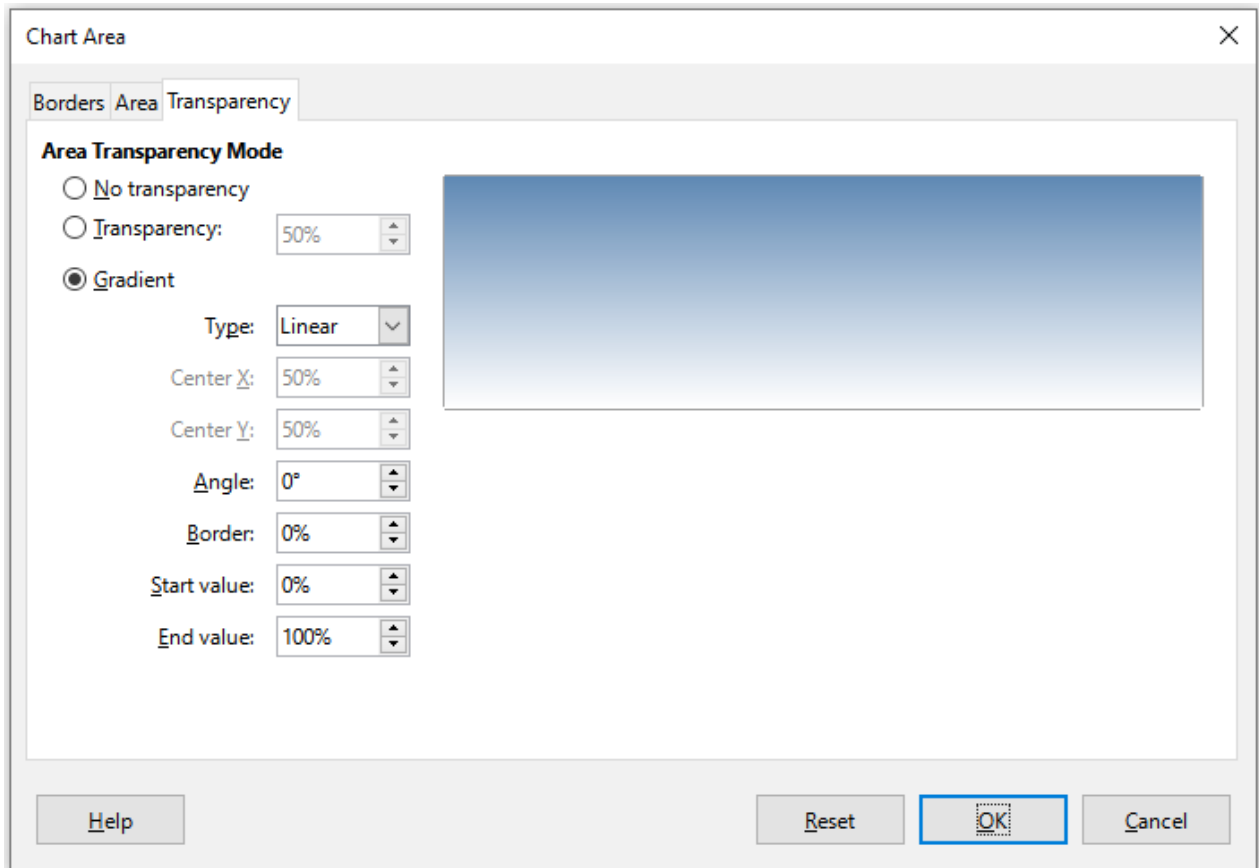 Chart Area
Borders Area Transparency
Area Transparency Mode
No transparency
Transparency: 50%
Gradient
Type: Linear
Center X: 50%
Center Y: 50%
Angle: 0°
Border: 0%
Start value: 0%
End value: 100%
Help Reset OK Cancel